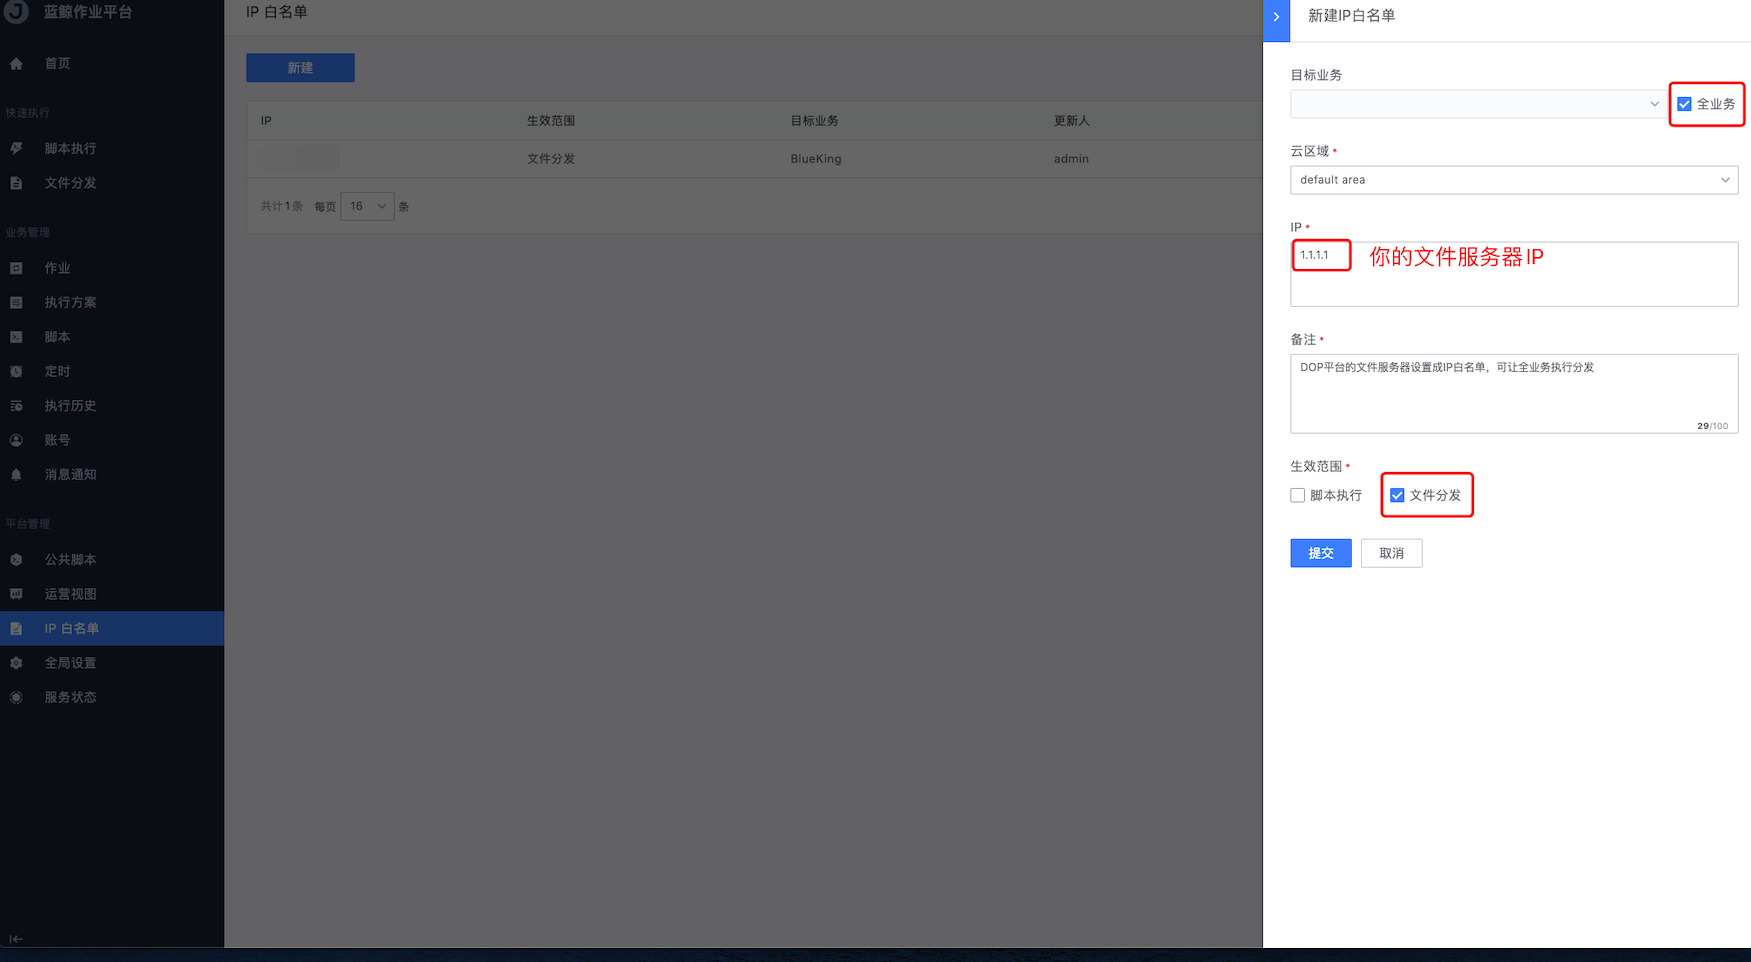 蓝鲸作业平台
首页
快速执行
脚本执行
文件分发
业务管理
作业
执行方案
脚本
定时
执行历史
账号
消息通知
平台管理
公共脚本
运营视图
IP 白名单
全局设置
服务状态
IP 白名单
新建
IP 生效范围 目标业务 更新人
文件分发 BlueKing admin
共计1条 每页 16 条
新建IP白名单
目标业务
全业务
云区域 *
default area
IP *
1.1.1.1 你的文件服务器IP
备注 *
DOP平台的文件服务器设置成IP白名单，可让全业务执行分发
29/100
生效范围 *
脚本执行 文件分发
提交 取消